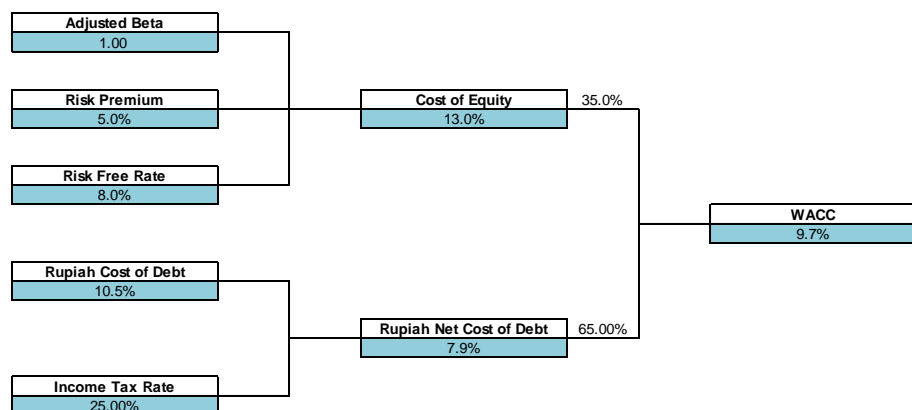 Adjusted Beta
1.00
Risk Premium
5.0%
Cost of Equity
13.0%
35.0%
Risk Free Rate
8.0%
WACC
9.7%
Rupiah Cost of Debt
10.5%
Rupiah Net Cost of Debt
7.9%
65.00%
Income Tax Rate
25.00%